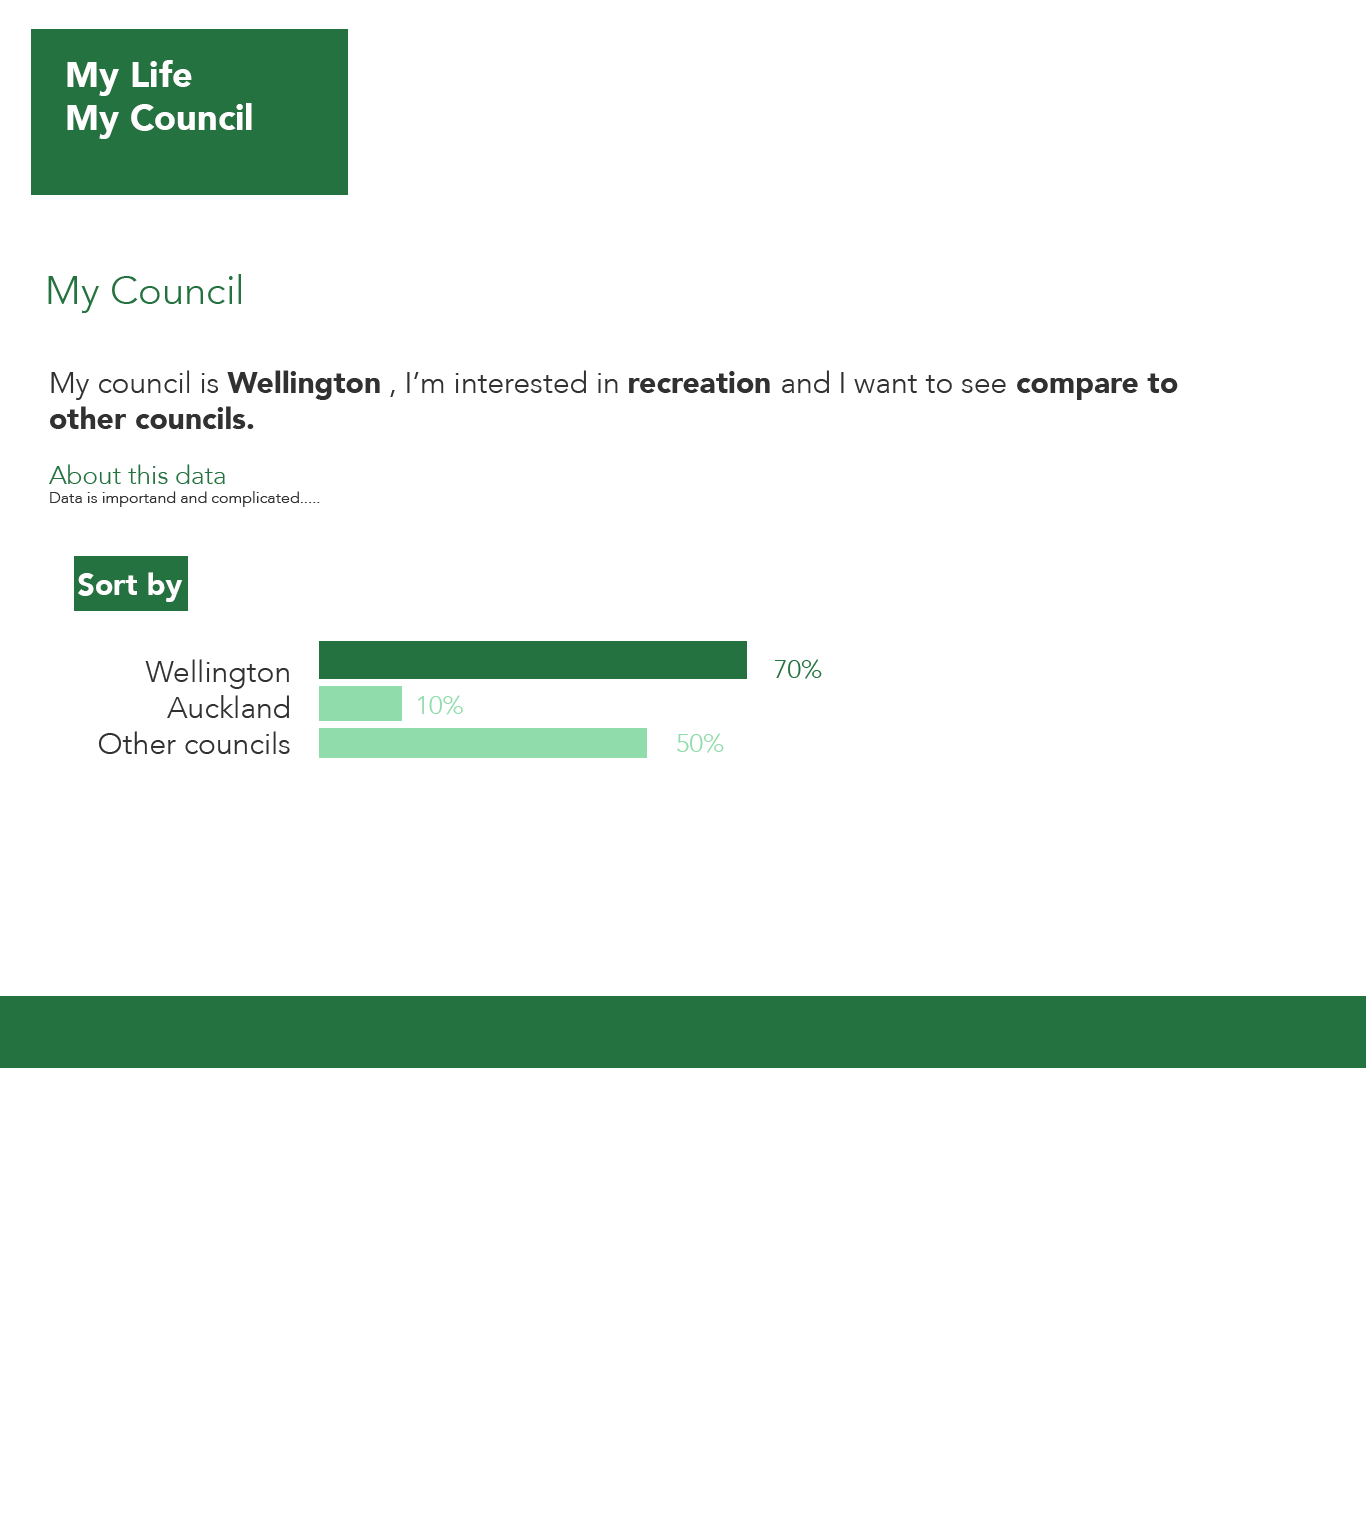 My Life
My Council
My Council
My council is Wellington , I’m interested in recreation and I want to see compare to
other councils.
About this data
Data is importand and complicated.....
Sort by
Wellington 70%
Auckland 10%
Other councils 50%